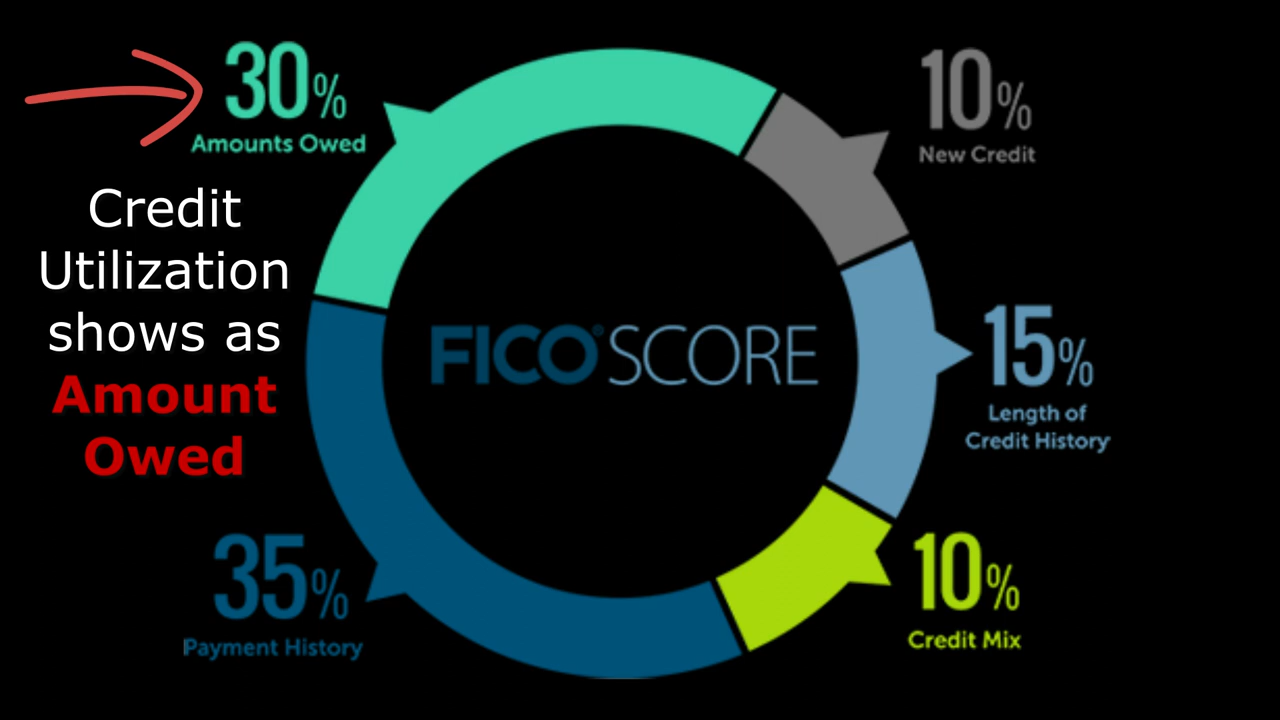 30%
Amounts Owed
Credit
Utilization
shows as
Amount
Owed
35%
Payment History
FICO® SCORE
10%
New Credit
15%
Length of
Credit History
10%
Credit Mix